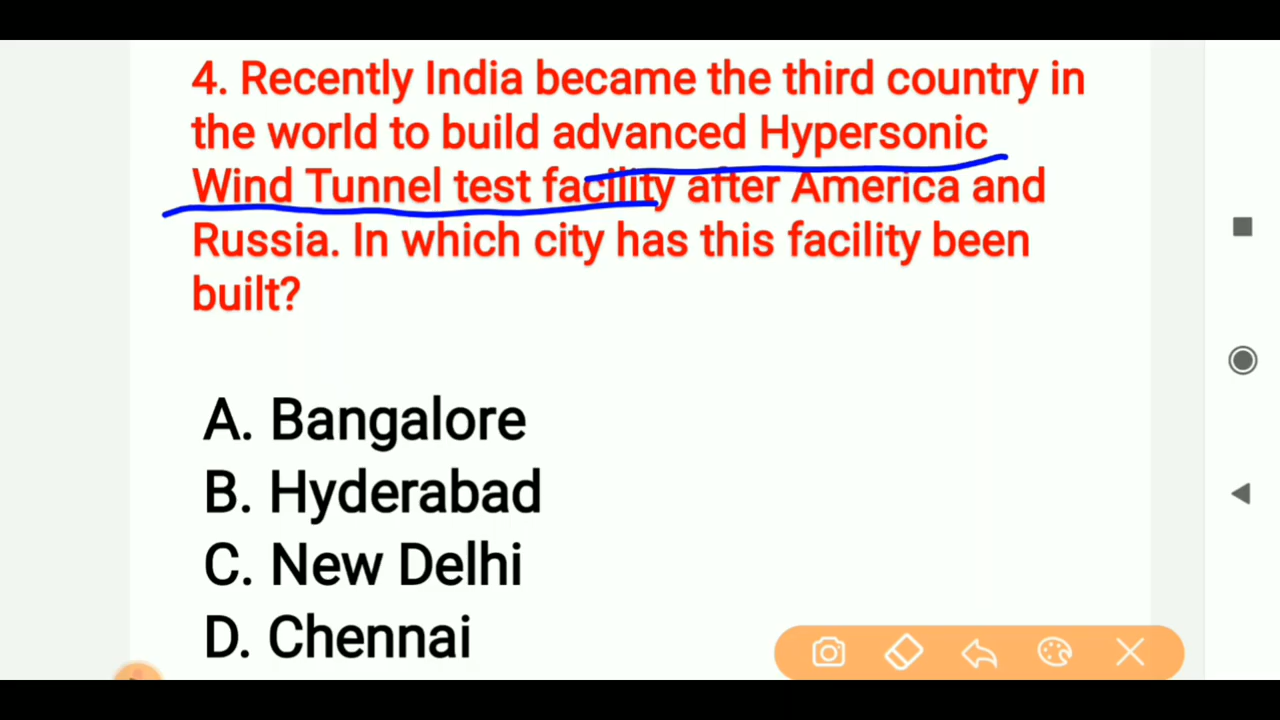 4. Recently India became the third country in
the world to build advanced Hypersonic
Wind Tunnel test facility after America and
Russia. In which city has this facility been
built?
A. Bangalore
B. Hyderabad
C. New Delhi
D. Chennai